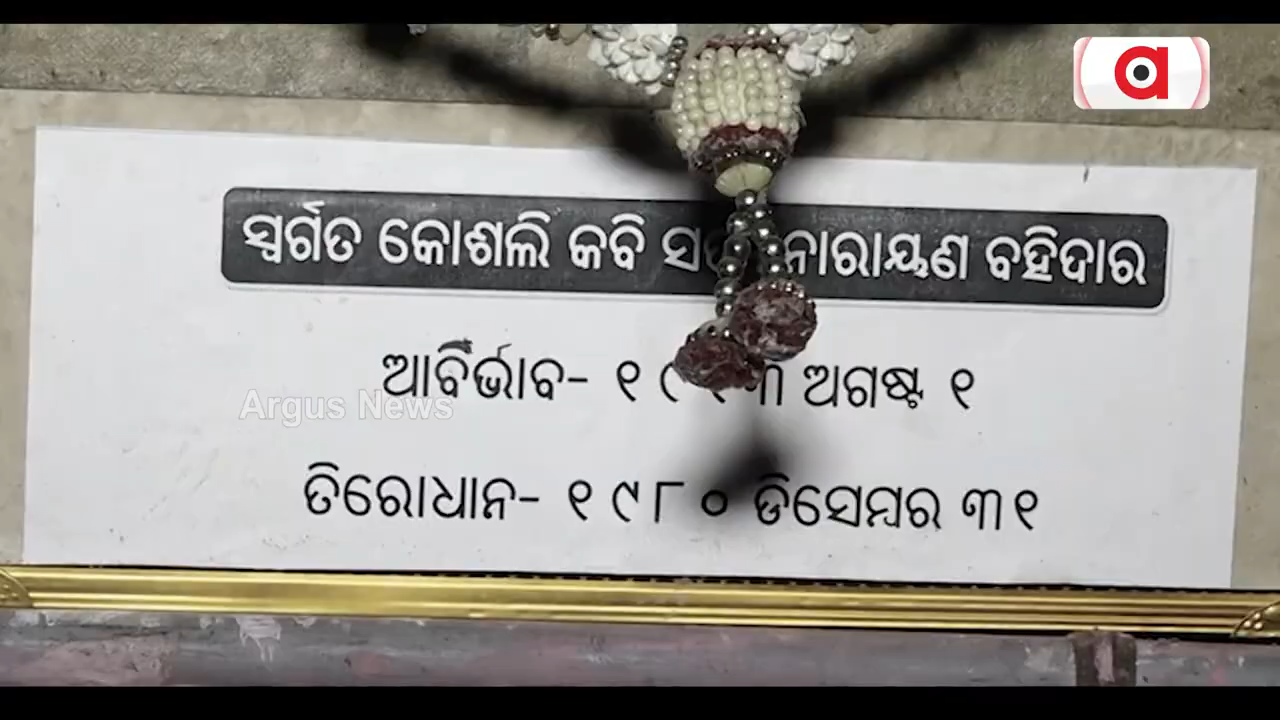 ସ୍ୱର୍ଗତ କୋଶଲି କବି ବହିଦାର
ଆବିର୍ଭାବ- ଅଗଷ୍ଟ ୧
Argus News
ତିରୋଧାନ- ୧୯୮୦ ଡିସେମ୍ବର ୩୧